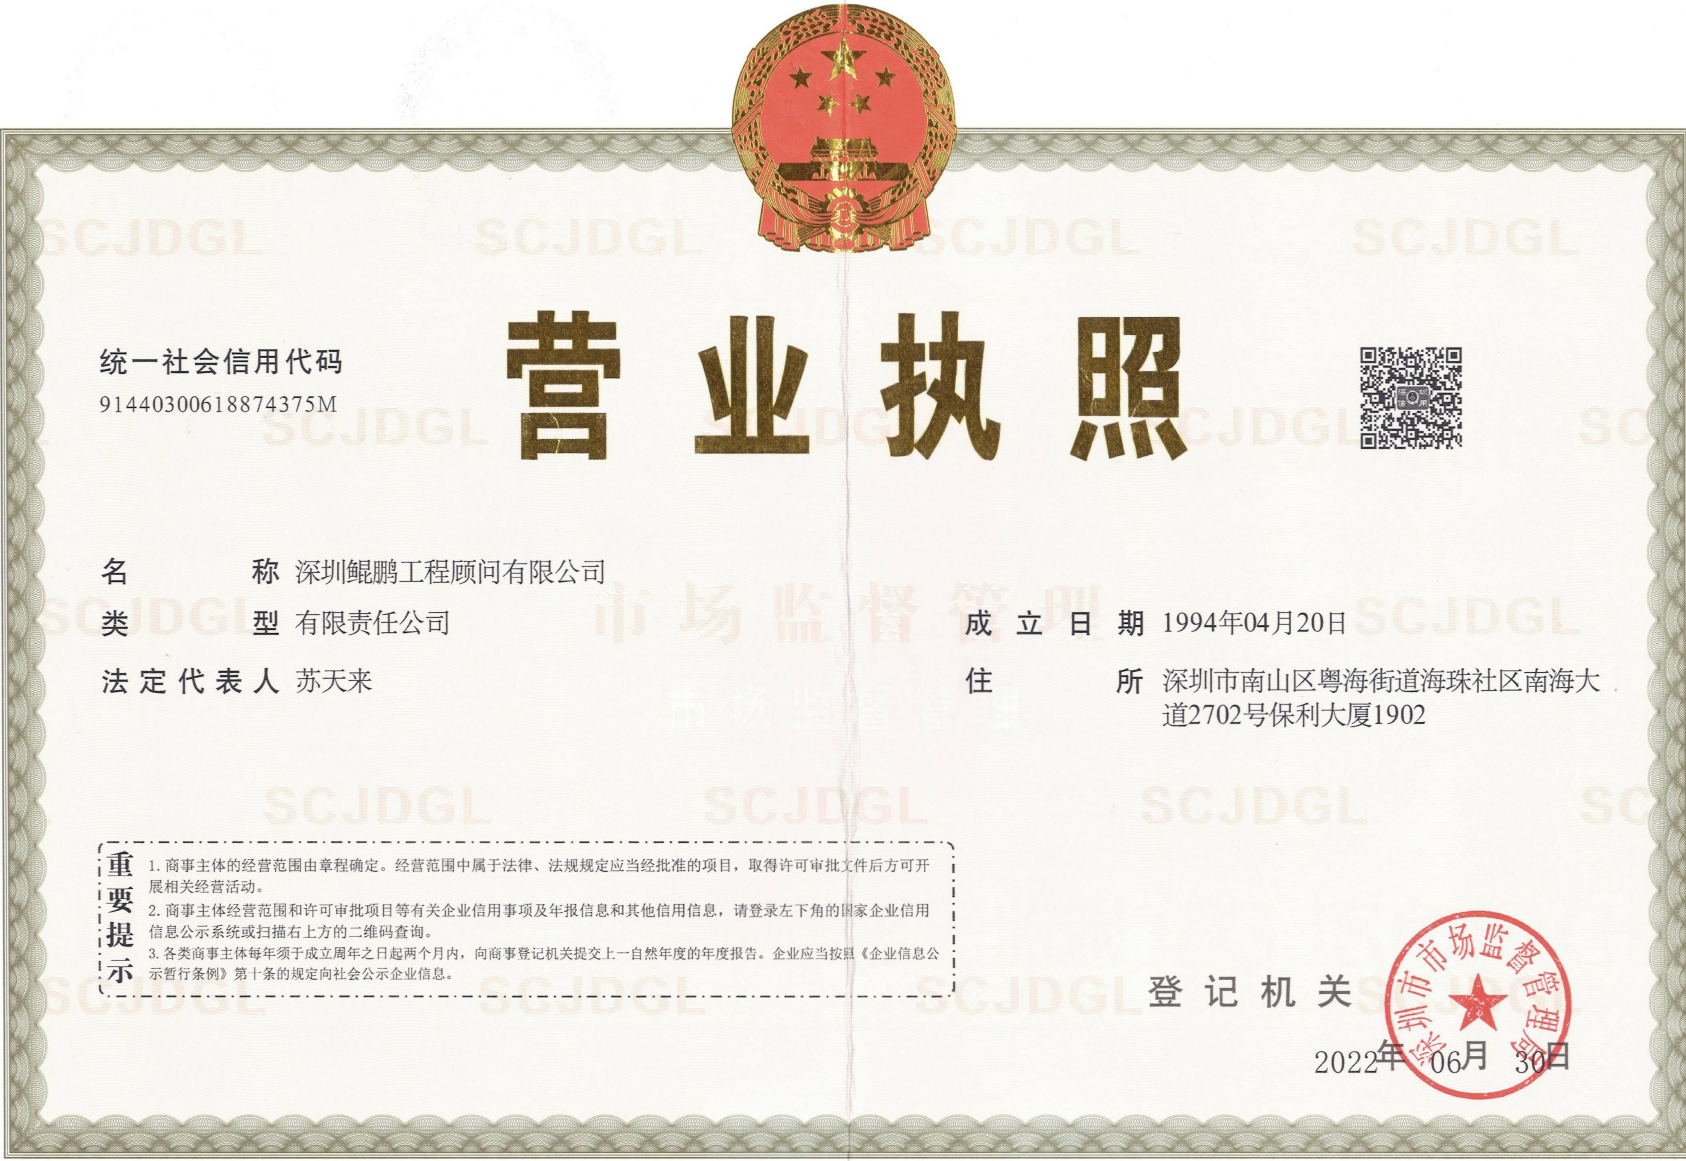 营业执照
统一社会信用代码
91440300618874375M
名称 深圳鲲鹏工程顾问有限公司
类型 有限责任公司
法定代表人 苏天来
成立日期 1994年04月20日
住所 深圳市南山区粤海街道海珠社区南海大
道2702号保利大厦1902
重要提示
1. 商事主体的经营范围由章程确定。经营范围中属于法律、法规规定应当经批准的项目，取得许可审批文件后方可开
展相关经营活动。
2. 商事主体经营范围和许可审批项目等有关企业信用事项及年报信息和其他信用信息，请登录左下角的国家企业信用
信息公示系统或扫描右上方的二维码查询。
3. 各类商事主体每年须于成立周年之日起两个月内，向商事登记机关提交上一自然年度的年度报告。企业应当按照《企业信息公
示暂行条例》第十条的规定向社会公示企业信息。
登记机关
深圳市市场监督管理局
2022年06月30日
SCJDGL
市场监督管理
市场监督管理